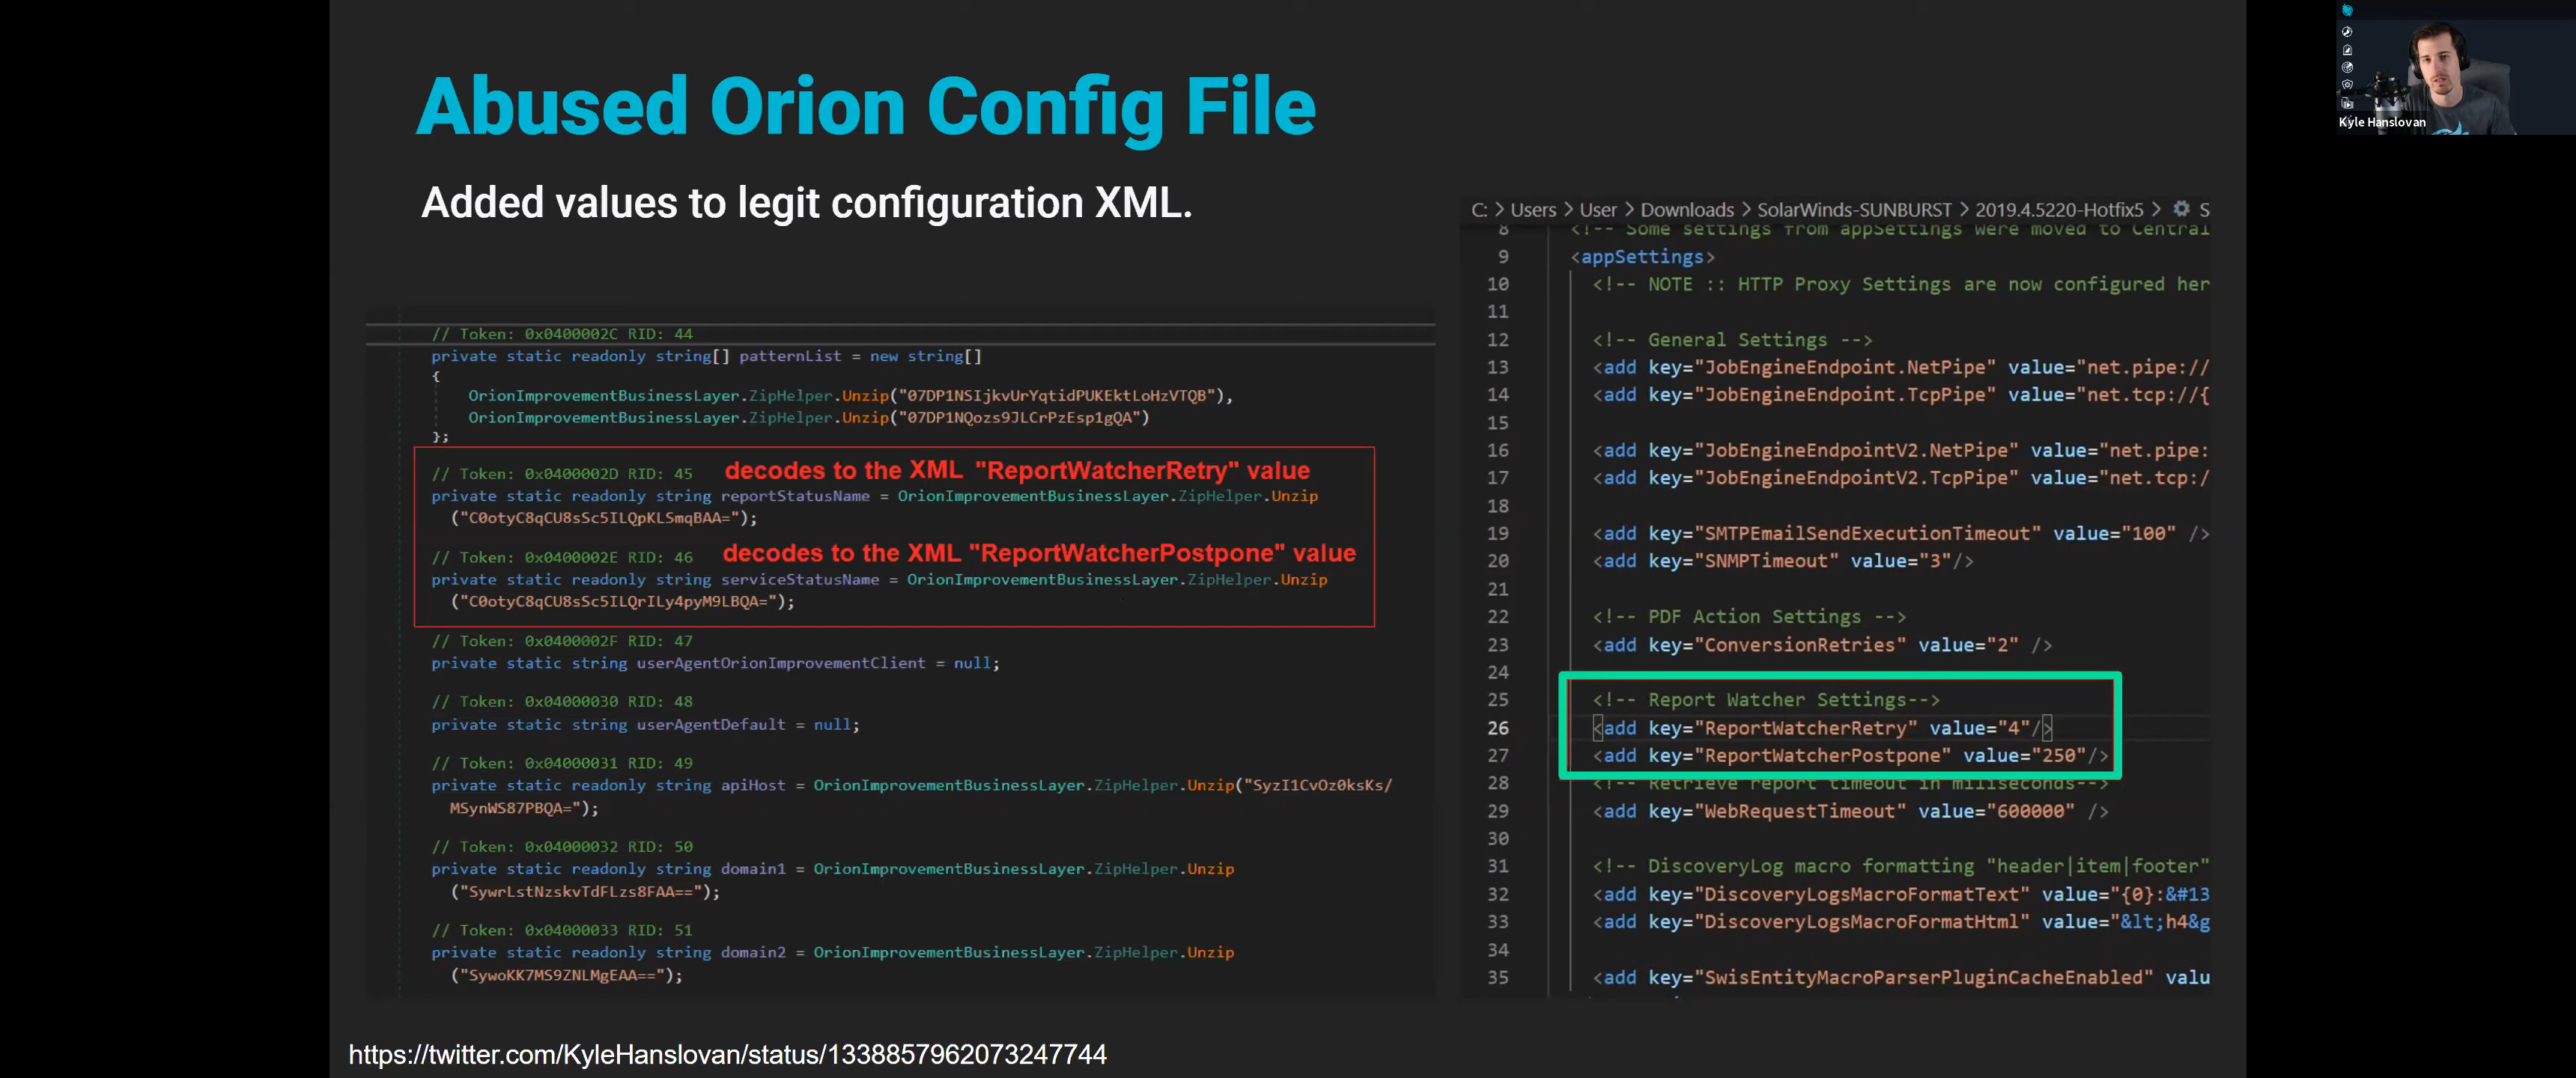 Abused Orion Config File
Added values to legit configuration XML.
// Token: 0x0400002C RID: 44
private static readonly string[] patternList = new string[]
{
OrionImprovementBusinessLayer.ZipHelper.Unzip("07DP1NSIjkvUrYqtidPUKEktLoHzVTQB"),
OrionImprovementBusinessLayer.ZipHelper.Unzip("07DP1NQozs9JLCrPzEsp1gQA")
};
// Token: 0x0400002D RID: 45
decodes to the XML "ReportWatcherRetry" value
private static readonly string reportStatusName = OrionImprovementBusinessLayer.ZipHelper.Unzip
("C0otyC8qCU8sSc5ILQpKLSmqBAA=");
// Token: 0x0400002E RID: 46
decodes to the XML "ReportWatcherPostpone" value
private static readonly string serviceStatusName = OrionImprovementBusinessLayer.ZipHelper.Unzip
("C0otyC8qCU8sSc5ILQrILy4pyM9LBQA=");
// Token: 0x0400002F RID: 47
private static string userAgentOrionImprovementClient = null;
// Token: 0x04000030 RID: 48
private static string userAgentDefault = null;
// Token: 0x04000031 RID: 49
private static readonly string apiHost = OrionImprovementBusinessLayer.ZipHelper.Unzip("SyzI1CvOz0ksKs/
MSynWS87PBQA=");
// Token: 0x04000032 RID: 50
private static readonly string domain1 = OrionImprovementBusinessLayer.ZipHelper.Unzip
("SywrLstNzskvTdFLzs8FAA==");
// Token: 0x04000033 RID: 51
private static readonly string domain2 = OrionImprovementBusinessLayer.ZipHelper.Unzip
("SywoKK7MS9ZNLMgEAA==");
C: > Users > User > Downloads > SolarWinds-SUNBURST > 2019.4.5220-Hotfix5 > S
8 <!-- Some settings from appSettings were moved to Central
9 <appSettings>
10 <!-- NOTE :: HTTP Proxy Settings are now configured her
11
12 <!-- General Settings -->
13 <add key="JobEngineEndpoint.NetPipe" value="net.pipe://
14 <add key="JobEngineEndpoint.TcpPipe" value="net.tcp://{
15
16 <add key="JobEngineEndpointV2.NetPipe" value="net.pipe:
17 <add key="JobEngineEndpointV2.TcpPipe" value="net.tcp:/
18
19 <add key="SMTPEmailSendExecutionTimeout" value="100" />
20 <add key="SNMPTimeout" value="3"/>
21
22 <!-- PDF Action Settings -->
23 <add key="ConversionRetries" value="2" />
24
25 <!-- Report Watcher Settings-->
26 <add key="ReportWatcherRetry" value="4"/>
27 <add key="ReportWatcherPostpone" value="250"/>
28 <!-- Retrieve report timeout in miliseconds-->
29 <add key="WebRequestTimeout" value="600000" />
30
31 <!-- DiscoveryLog macro formatting "header|item|footer"
32 <add key="DiscoveryLogsMacroFormatText" value="{0}:&#13
33 <add key="DiscoveryLogsMacroFormatHtml" value="&lt;h4&g
34
35 <add key="SwisEntityMacroParserPluginCacheEnabled" valu
https://twitter.com/KyleHanslovan/status/1338857962073247744
Kyle Hanslovan